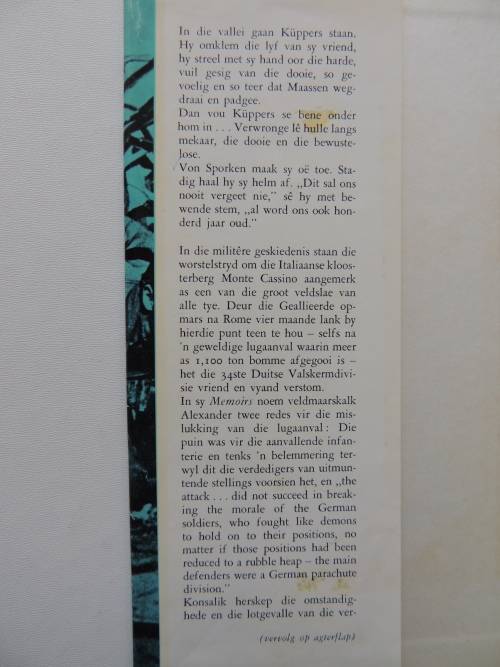 In die vallei gaan Küppers staan.
Hy omklem die lyf van sy vriend,
hy streel met sy hand oor die harde,
vuil gesig van die dooie, so ge-
voelig en so teer dat Maassen weg-
draai en padgee.
Dan vou Küppers se bene onder
hom in . . . Verwronge lê hulle langs
mekaar, die dooie en die bewuste-
lose.
Von Sporken maak sy oë toe. Sta-
dig haal hy sy helm af. „Dit sal ons
nooit vergeet nie,” sê hy met be-
wende stem, „al word ons ook hon-
derd jaar oud.”
In die militêre geskiedenis staan die
worstelstryd om die Italiaanse kloos-
terberg Monte Cassino aangemerk
as een van die groot veldslae van
alle tye. Deur die Geallieerde op-
mars na Rome vier maande lank by
hierdie punt teen te hou – selfs na
’n geweldige lugaanval waarin meer
as 1,100 ton bomme afgegooi is –
het die 34ste Duitse Valskermdivi-
sie vriend en vyand verstom.
In sy Memoirs noem veldmaarskalk
Alexander twee redes vir die mis-
lukking van die lugaanval: Die
puin was vir die aanvallende infan-
terie en tenks ’n belemmering ter-
wyl dit die verdedigers van uitmun-
tende stellings voorsien het, en „the
attack . . . did not succeed in break-
ing the morale of the German
soldiers, who fought like demons
to hold on to their positions, no
matter if those positions had been
reduced to a rubble heap – the main
defenders were a German parachute
division.”
Konsalik herskep die omstandig-
hede en die lotgevalle van die ver-
(vervolg op agterflap)